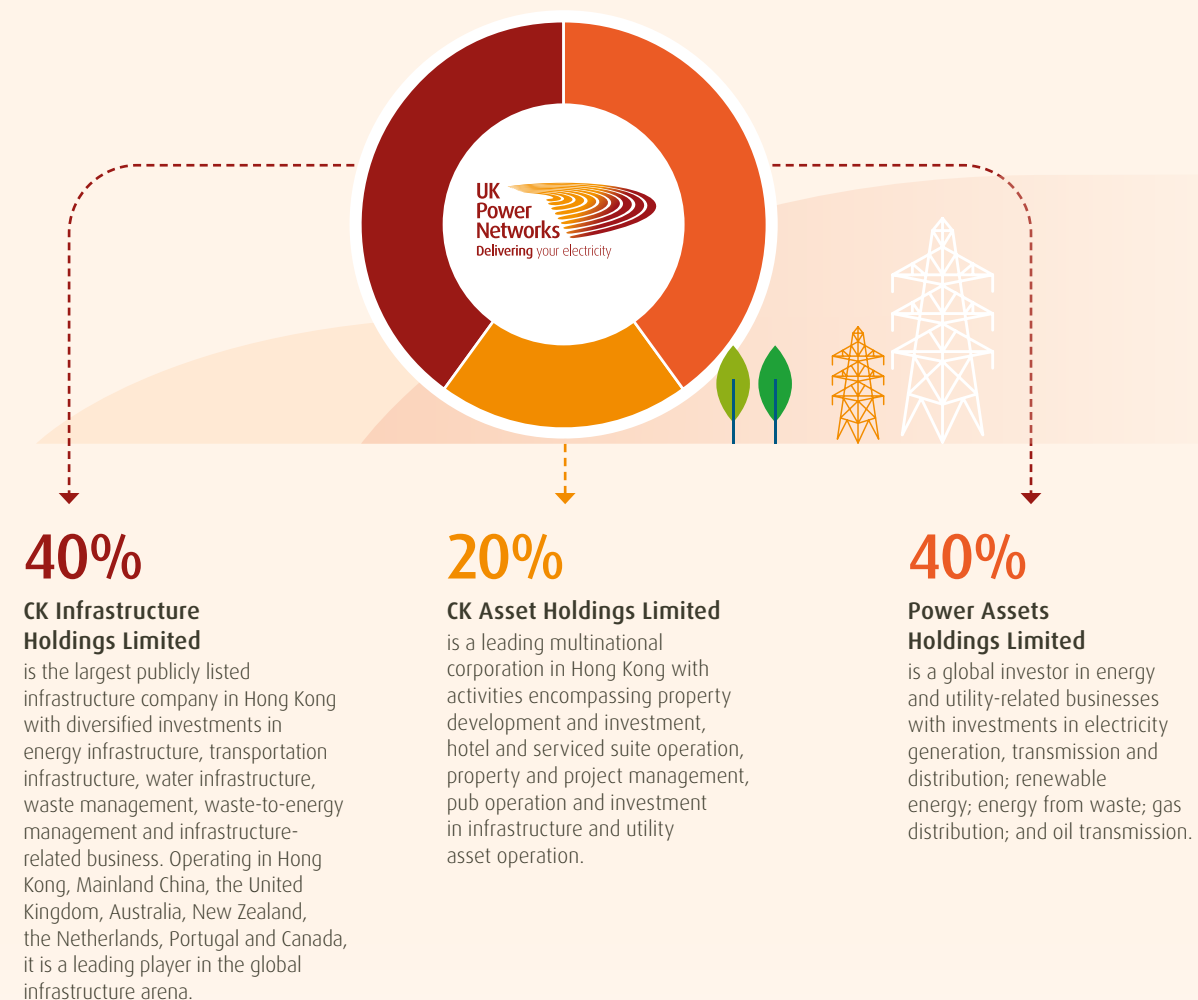 UK
Power
Networks
Delivering your electricity
40%
CK Infrastructure
Holdings Limited
is the largest publicly listed
infrastructure company in Hong Kong
with diversified investments in
energy infrastructure, transportation
infrastructure, water infrastructure,
waste management, waste-to-energy
management and infrastructure-
related business. Operating in Hong
Kong, Mainland China, the United
Kingdom, Australia, New Zealand,
the Netherlands, Portugal and Canada,
it is a leading player in the global
infrastructure arena.
20%
CK Asset Holdings Limited
is a leading multinational
corporation in Hong Kong with
activities encompassing property
development and investment,
hotel and serviced suite operation,
property and project management,
pub operation and investment
in infrastructure and utility
asset operation.
40%
Power Assets
Holdings Limited
is a global investor in energy
and utility-related businesses
with investments in electricity
generation, transmission and
distribution; renewable
energy; energy from waste; gas
distribution; and oil transmission.